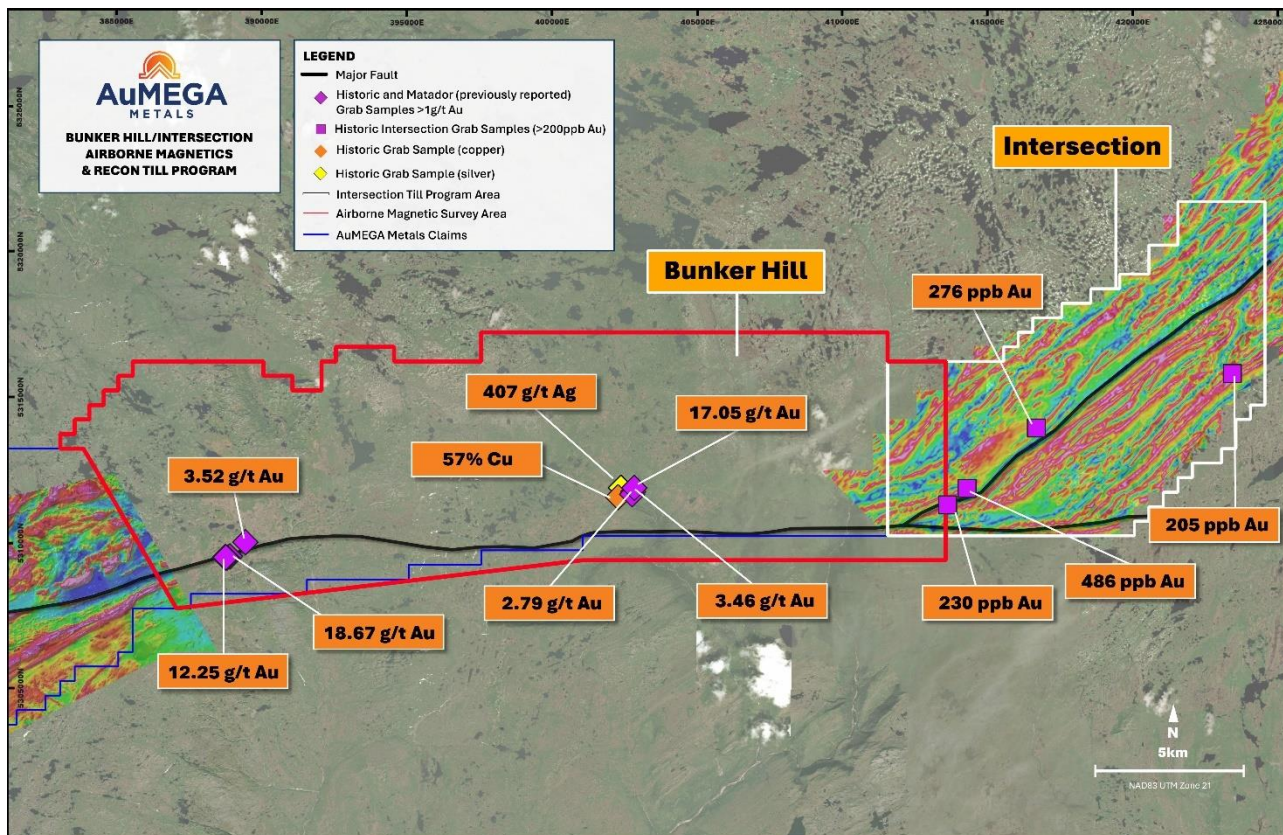 385000E
390000E
395000E
400000E
405000E
410000E
415000E
420000E
425000E
AuMEGA
METALS
BUNKER HILL/INTERSECTION
AIRBORNE MAGNETICS
& RECON TILL PROGRAM
LEGEND
Major Fault
Historic and Matador (previously reported)
Grab Samples >1g/t Au
Historic Intersection Grab Samples (>200ppb Au)
Historic Grab Sample (copper)
Historic Grab Sample (silver)
Intersection Till Program Area
Airborne Magnetic Survey Area
AuMEGA Metals Claims
5325000N
5320000N
5315000N
5310000N
5305000N
Intersection
Bunker Hill
276 ppb Au
407 g/t Ag
17.05 g/t Au
57% Cu
3.52 g/t Au
205 ppb Au
486 ppb Au
2.79 g/t Au
3.46 g/t Au
230 ppb Au
18.67 g/t Au
12.25 g/t Au
N
5km
NAD83 UTM Zone 21